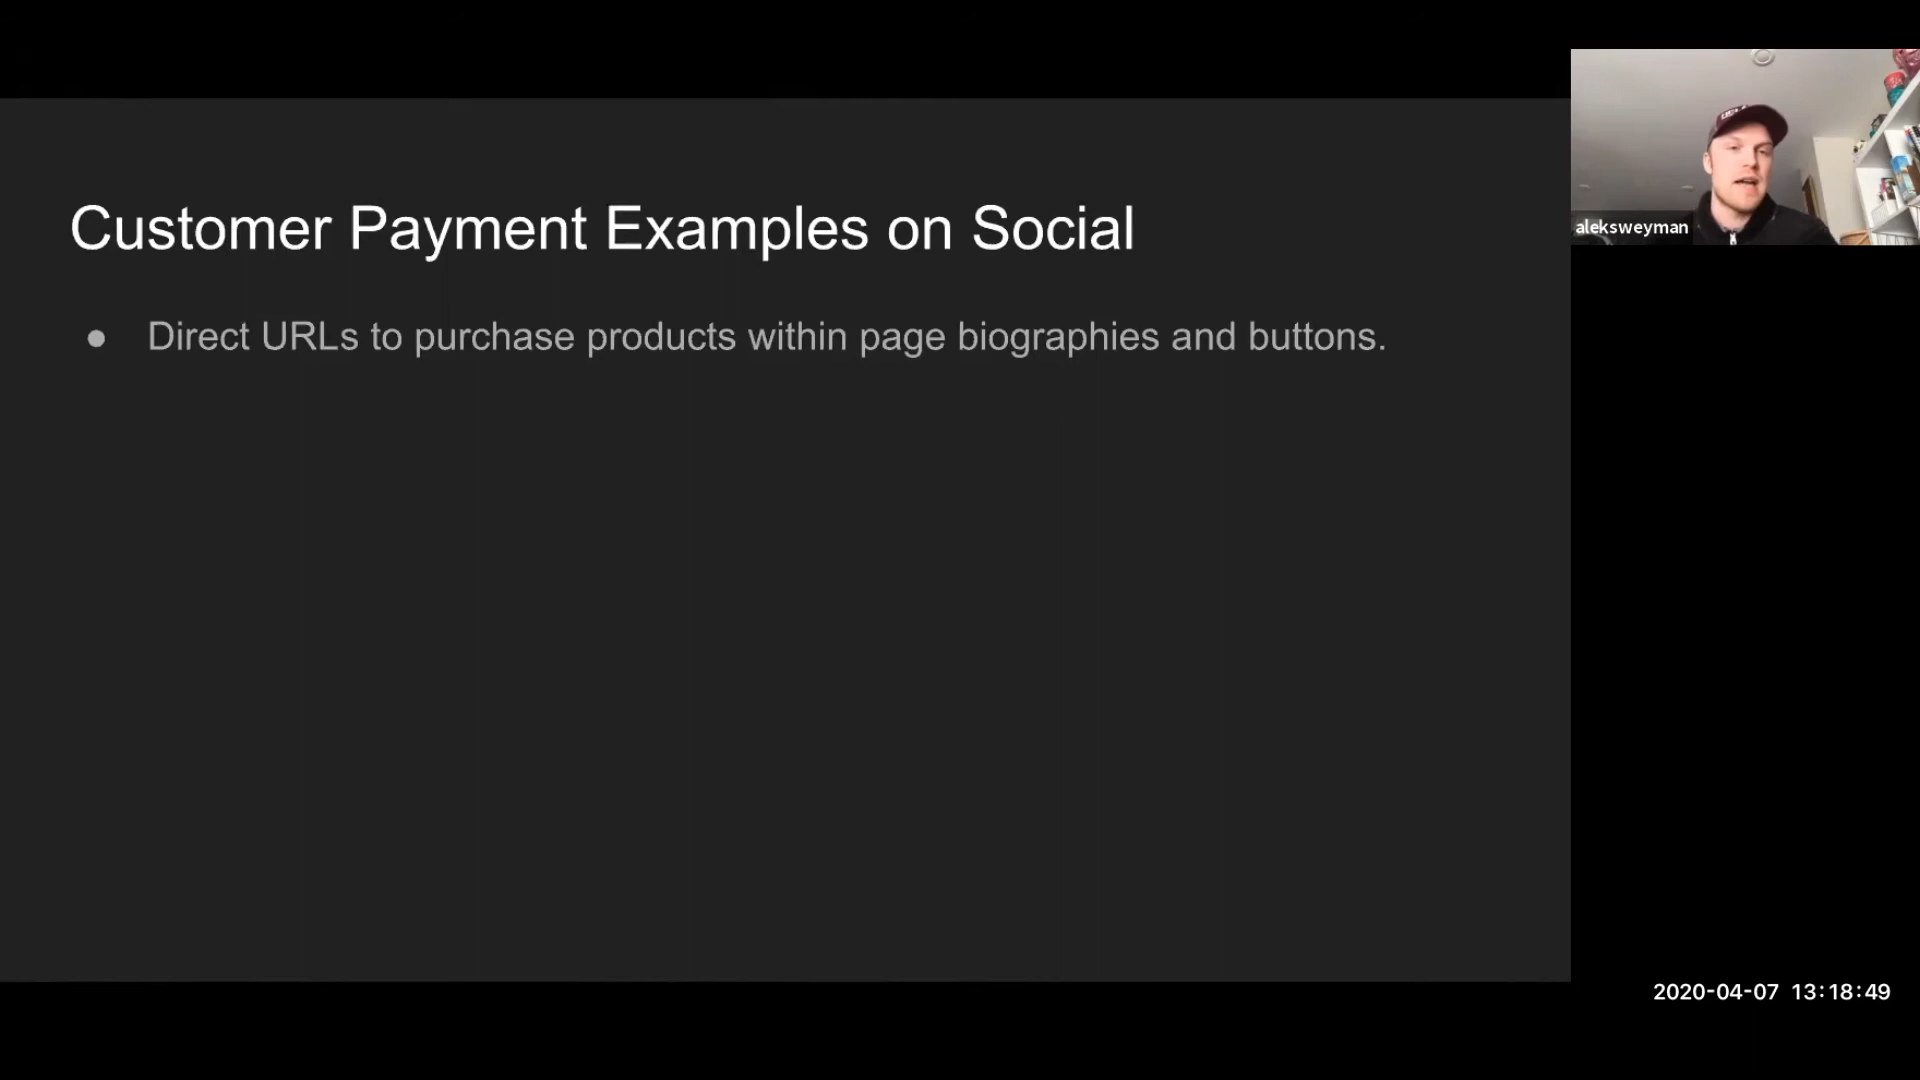 Customer Payment Examples on Social
● Direct URLs to purchase products within page biographies and buttons.
aleksweyman
2020-04-07 13:18:49